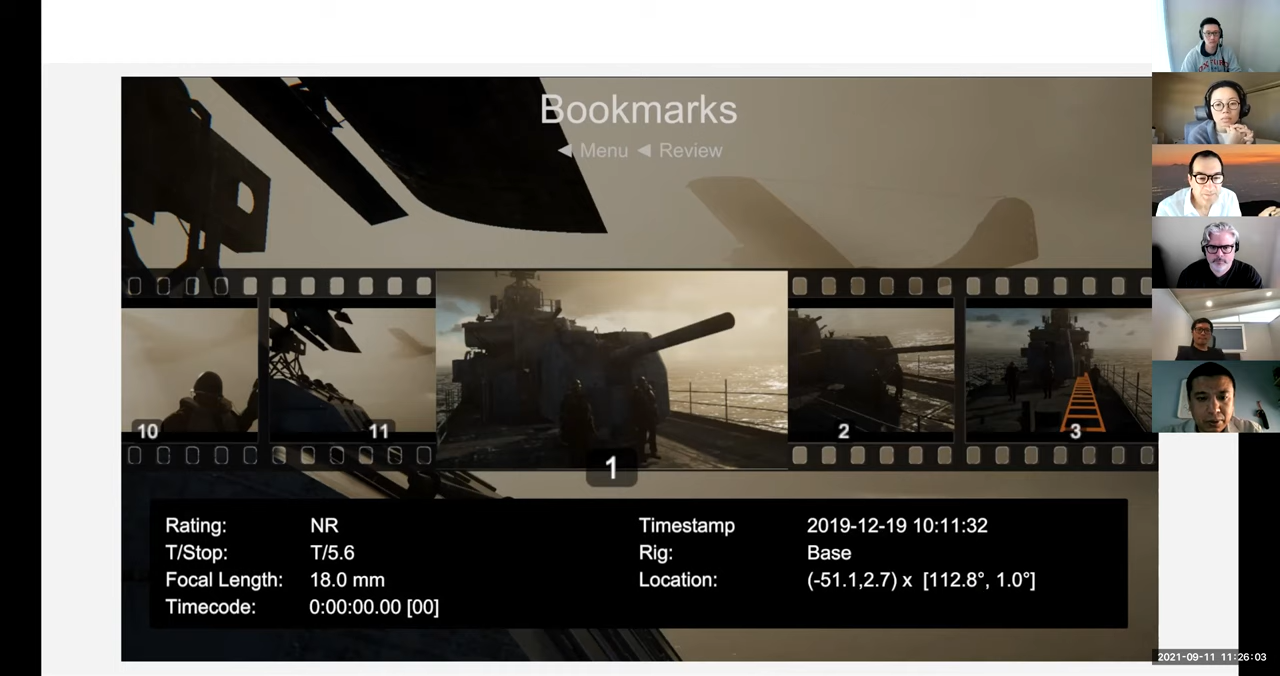 Bookmarks
◀ Menu ◀ Review
10
11
1
2
3
Rating: NR
T/Stop: T/5.6
Focal Length: 18.0 mm
Timecode: 0:00:00.00 [00]
Timestamp 2019-12-19 10:11:32
Rig: Base
Location: (-51.1,2.7) x [112.8°, 1.0°]
2021-09-11 11:26:03